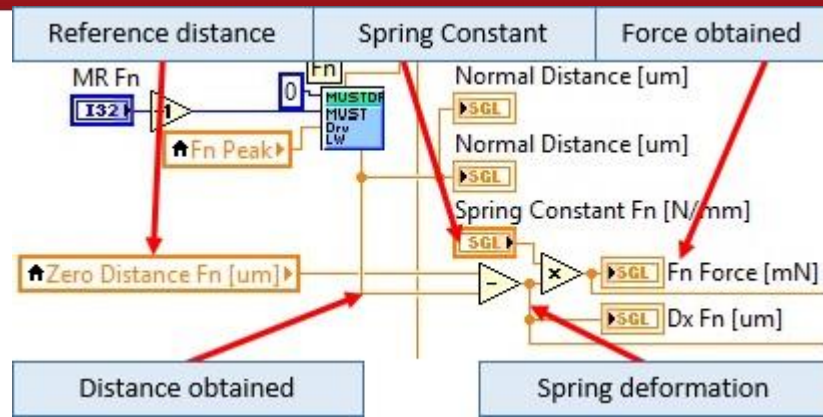 Reference distance
Spring Constant
Force obtained
MR Fn
Fn
Normal Distance [um]
I32
-1
0
MUSTDR
MUST
Drv
LW
SGL
Fn Peak
Normal Distance [um]
SGL
Spring Constant Fn [N/mm]
SGL
Zero Distance Fn [um]
SGL
Fn Force [mN]
SGL
Dx Fn [um]
Distance obtained
Spring deformation